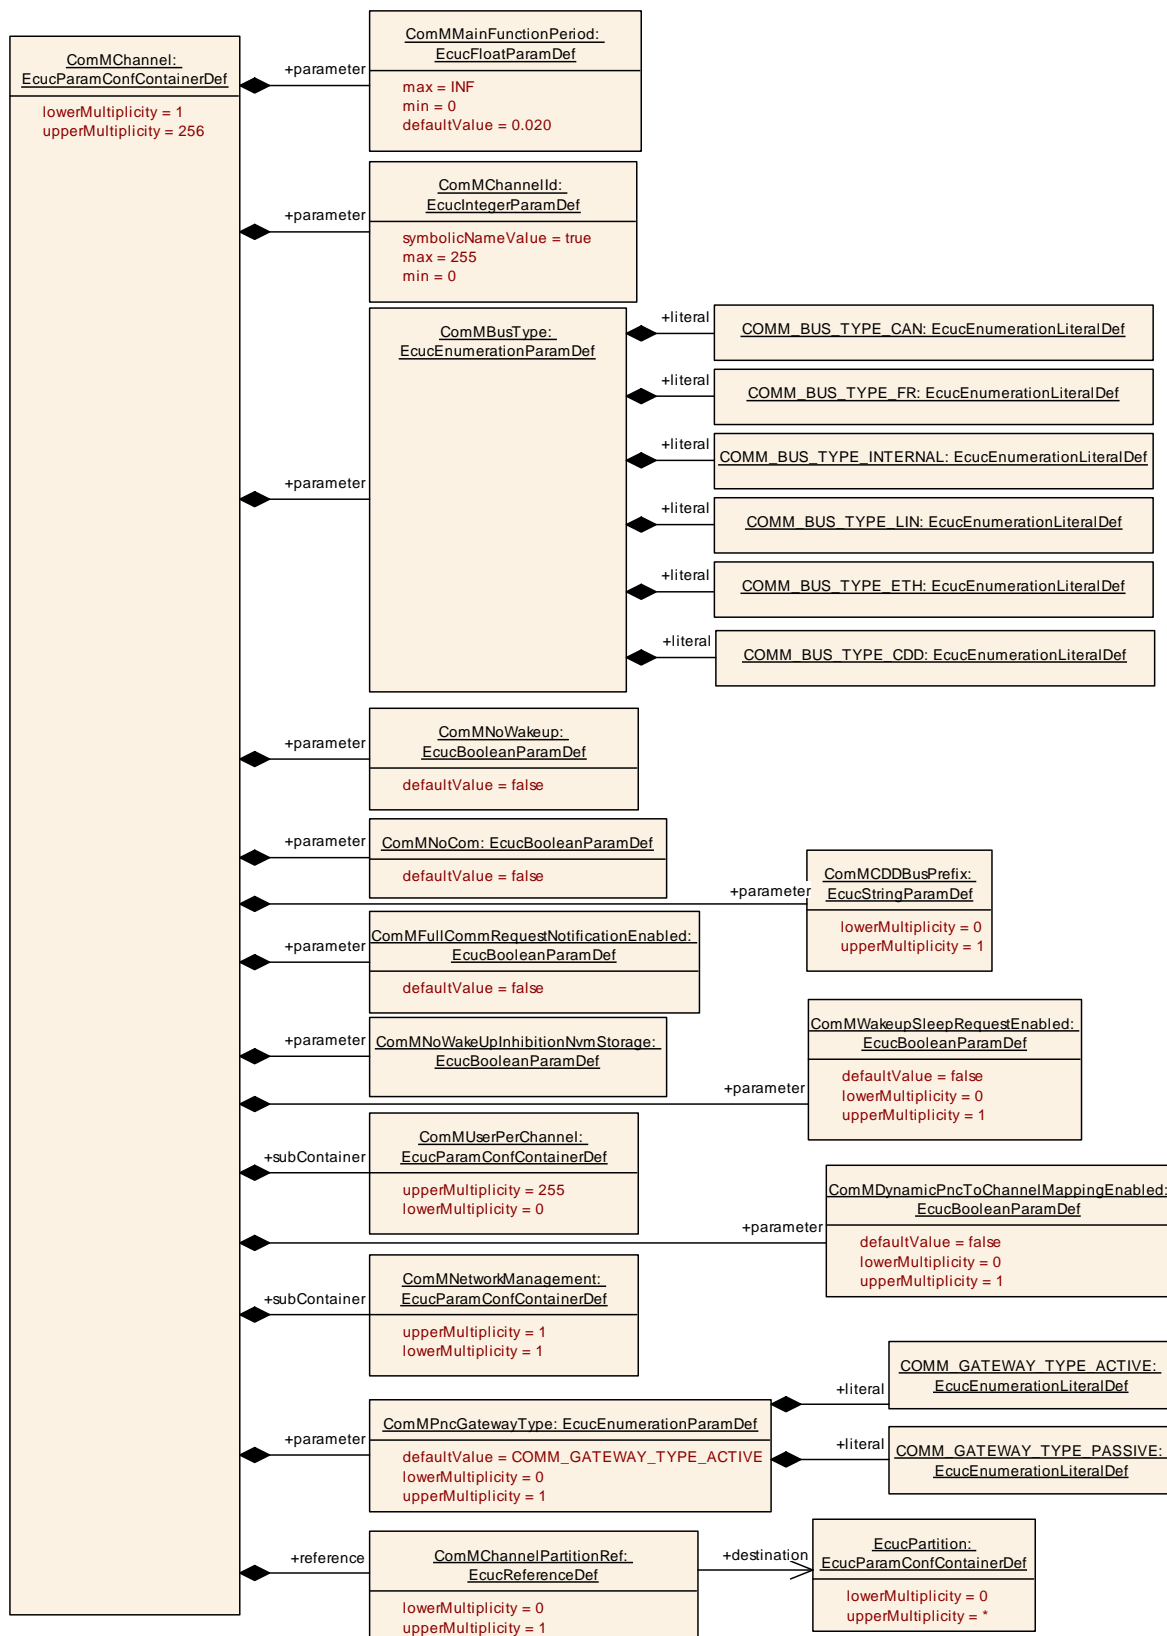 ComMChannel:
EcucParamConfContainerDef
lowerMultiplicity = 1
upperMultiplicity = 256
+parameter
ComMMainFunctionPeriod:
EcucFloatParamDef
max = INF
min = 0
defaultValue = 0.020
+parameter
ComMChannelId:
EcucIntegerParamDef
symbolicNameValue = true
max = 255
min = 0
+parameter
ComMBusType:
EcucEnumerationParamDef
+literal
COMM_BUS_TYPE_CAN: EcucEnumerationLiteralDef
+literal
COMM_BUS_TYPE_FR: EcucEnumerationLiteralDef
+literal
COMM_BUS_TYPE_INTERNAL: EcucEnumerationLiteralDef
+literal
COMM_BUS_TYPE_LIN: EcucEnumerationLiteralDef
+literal
COMM_BUS_TYPE_ETH: EcucEnumerationLiteralDef
+literal
COMM_BUS_TYPE_CDD: EcucEnumerationLiteralDef
+parameter
ComMNoWakeup:
EcucBooleanParamDef
defaultValue = false
+parameter
ComMNoCom: EcucBooleanParamDef
defaultValue = false
+parameter
ComMCDDBusPrefix:
EcucStringParamDef
lowerMultiplicity = 0
upperMultiplicity = 1
+parameter
ComMFullCommRequestNotificationEnabled:
EcucBooleanParamDef
defaultValue = false
+parameter
ComMNoWakeUpInhibitionNvmStorage:
EcucBooleanParamDef
+parameter
ComMWakeupSleepRequestEnabled:
EcucBooleanParamDef
defaultValue = false
lowerMultiplicity = 0
upperMultiplicity = 1
+subContainer
ComMUserPerChannel:
EcucParamConfContainerDef
upperMultiplicity = 255
lowerMultiplicity = 0
+parameter
ComMDynamicPncToChannelMappingEnabled:
EcucBooleanParamDef
defaultValue = false
lowerMultiplicity = 0
upperMultiplicity = 1
+subContainer
ComMNetworkManagement:
EcucParamConfContainerDef
upperMultiplicity = 1
lowerMultiplicity = 1
+parameter
ComMPncGatewayType: EcucEnumerationParamDef
defaultValue = COMM_GATEWAY_TYPE_ACTIVE
lowerMultiplicity = 0
upperMultiplicity = 1
+literal
COMM_GATEWAY_TYPE_ACTIVE:
EcucEnumerationLiteralDef
+literal
COMM_GATEWAY_TYPE_PASSIVE:
EcucEnumerationLiteralDef
+reference
ComMChannelPartitionRef:
EcucReferenceDef
lowerMultiplicity = 0
upperMultiplicity = 1
+destination
EcucPartition:
EcucParamConfContainerDef
lowerMultiplicity = 0
upperMultiplicity = *